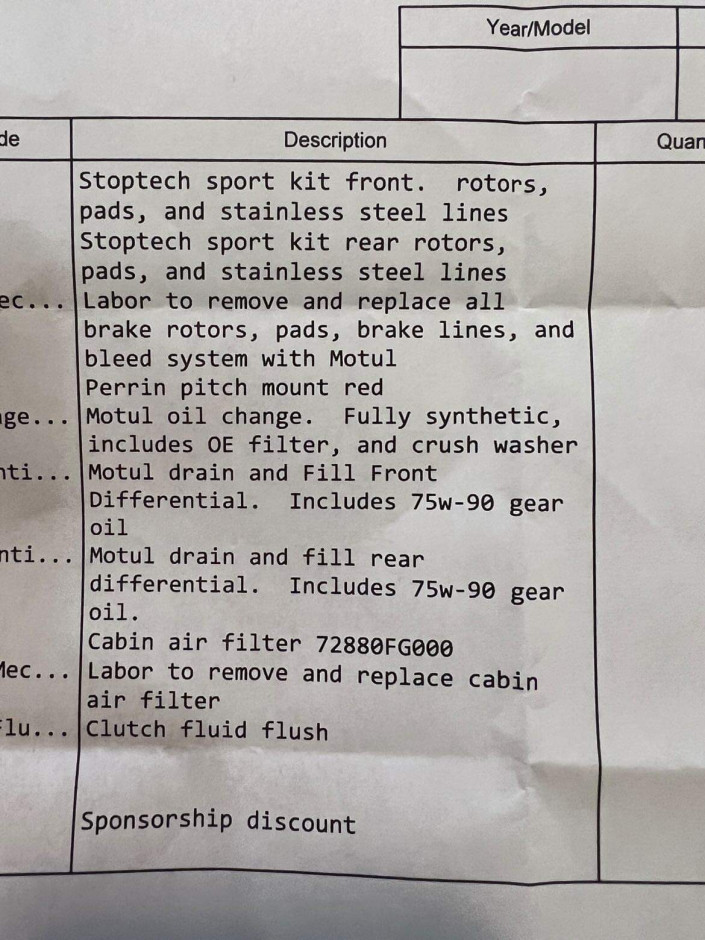 Year/Model
de
Description
Quan
Stoptech sport kit front.  rotors,
pads, and stainless steel lines
Stoptech sport kit rear rotors,
pads, and stainless steel lines
ec...
Labor to remove and replace all
brake rotors, pads, brake lines, and
bleed system with Motul
Perrin pitch mount red
ge...
Motul oil change.  Fully synthetic,
includes OE filter, and crush washer
nti...
Motul drain and Fill Front
Differential.  Includes 75w-90 gear
oil
nti...
Motul drain and fill rear
differential.  Includes 75w-90 gear
oil.
Cabin air filter 72880FG000
Mec...
Labor to remove and replace cabin
air filter
Flu...
Clutch fluid flush
Sponsorship discount